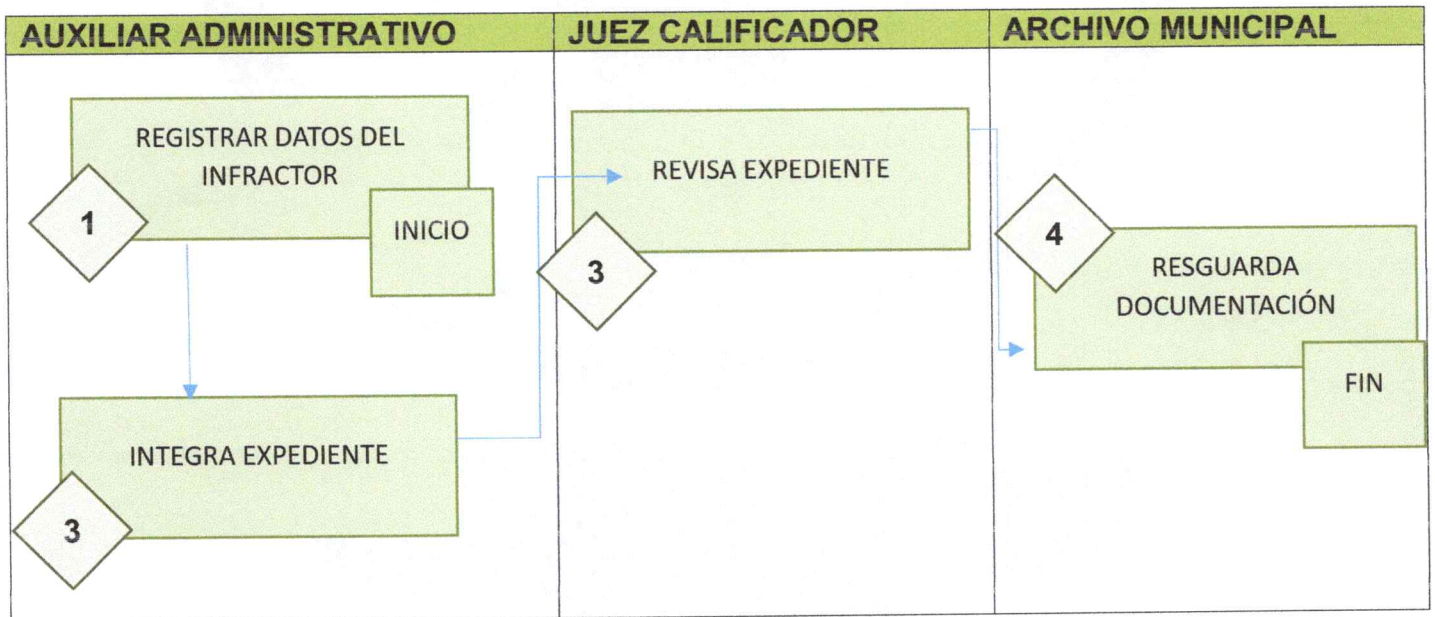 AUXILIAR ADMINISTRATIVO
JUEZ CALIFICADOR
ARCHIVO MUNICIPAL
REGISTRAR DATOS DEL
INFRACTOR
1
INICIO
INTEGRA EXPEDIENTE
3
REVISA EXPEDIENTE
3
4
RESGUARDA
DOCUMENTACIÓN
FIN